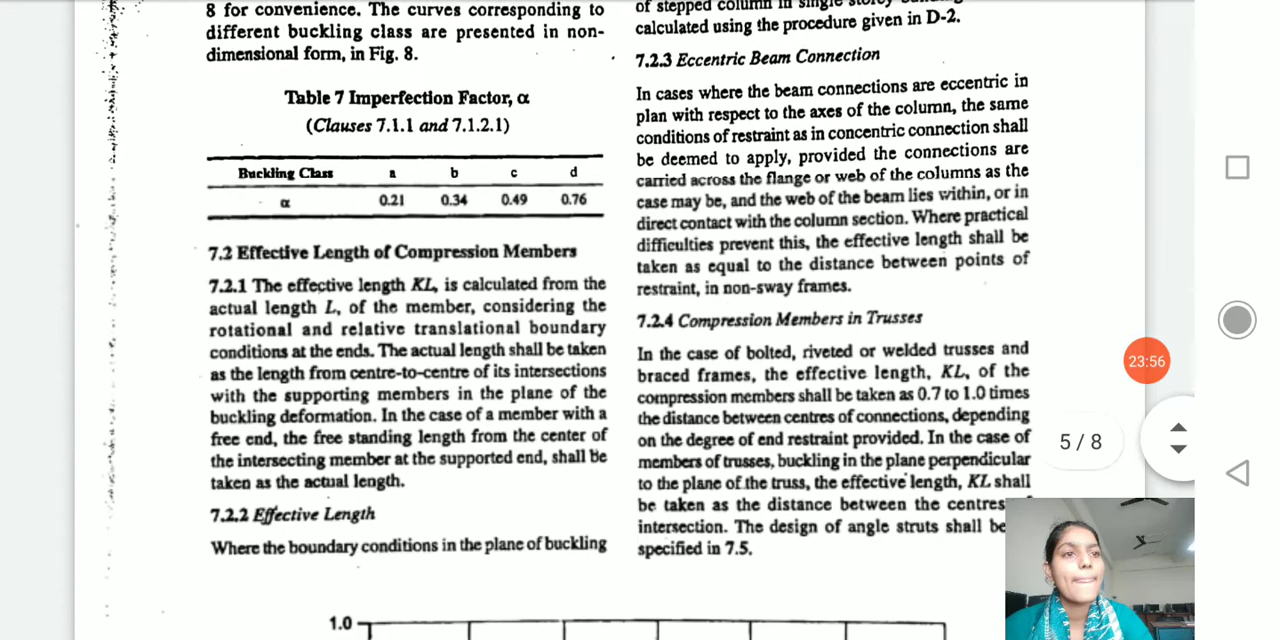 8 for convenience. The curves corresponding to
different buckling class are presented in non-
dimensional form, in Fig. 8.
Table 7 Imperfection Factor, α
(Clauses 7.1.1 and 7.1.2.1)
Buckling Class a b c d
α 0.21 0.34 0.49 0.76
7.2 Effective Length of Compression Members
7.2.1 The effective length KL, is calculated from the
actual length L, of the member, considering the
rotational and relative translational boundary
conditions at the ends. The actual length shall be taken
as the length from centre-to-centre of its intersections
with the supporting members in the plane of the
buckling deformation. In the case of a member with a
free end, the free standing length from the center of
the intersecting member at the supported end, shall be
taken as the actual length.
7.2.2 Effective Length
Where the boundary conditions in the plane of buckling
of stepped column in single storey
calculated using the procedure given in D-2.
7.2.3 Eccentric Beam Connection
In cases where the beam connections are eccentric in
plan with respect to the axes of the column, the same
conditions of restraint as in concentric connection shall
be deemed to apply, provided the connections are
carried across the flange or web of the columns as the
case may be, and the web of the beam lies within, or in
direct contact with the column section. Where practical
difficulties prevent this, the effective length shall be
taken as equal to the distance between points of
restraint, in non-sway frames.
7.2.4 Compression Members in Trusses
In the case of bolted, riveted or welded trusses and
braced frames, the effective length, KL, of the
compression members shall be taken as 0.7 to 1.0 times
the distance between centres of connections, depending
on the degree of end restraint provided. In the case of
members of trusses, buckling in the plane perpendicular
to the plane of the truss, the effective length, KL shall
be taken as the distance between the centres
intersection. The design of angle struts shall be
specified in 7.5.
1.0
23:56
5 / 8